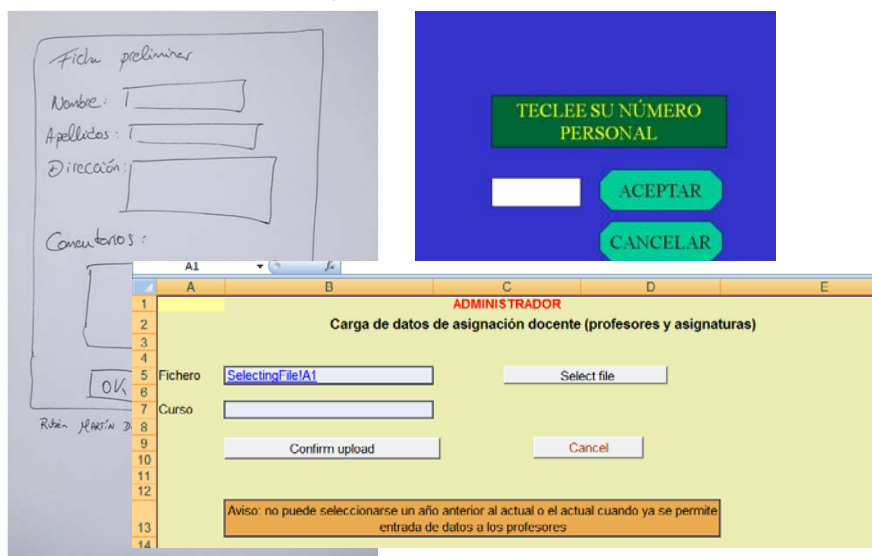 Ficha preliminar
Nombre:
Apellidos:
Dirección:
Comentarios:
OK
TECLEE SU NÚMERO
PERSONAL
ACEPTAR
CANCELAR
A1 fx
A B C D E
1 ADMINISTRADOR
2 Carga de datos de asignación docente (profesores y asignaturas)
3
4
5 Fichero SelectingFile!A1 Select file
6
7 Curso
8
9 Confirm upload Cancel
10
11
12
Aviso: no puede seleccionarse un año anterior al actual o el actual cuando ya se permite
13 entrada de datos a los profesores
14
Rubén MARTÍN